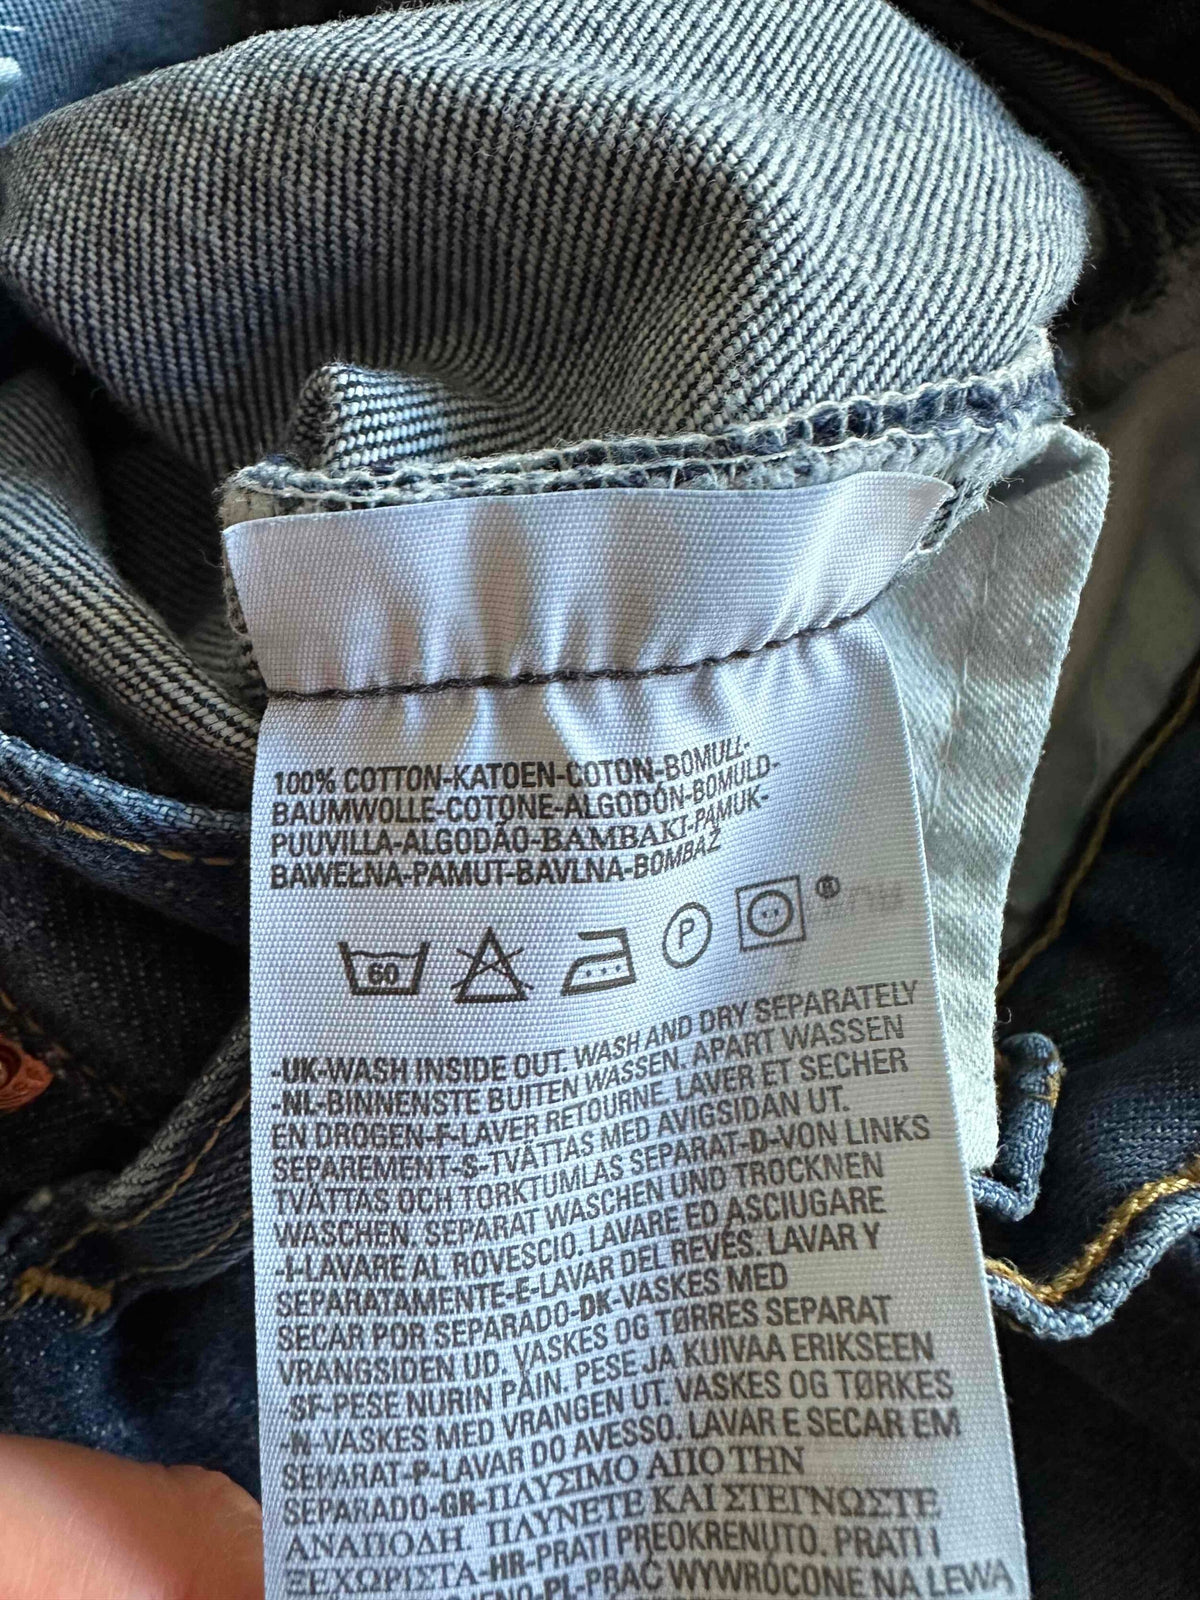 100% COTTON-KATOEN-COTON-BOMULL-
BAUMWOLLE-COTONE-ALGODÓN-BOMULD-
PUUVILLA-ALGODÃO-BAMBAKI-PAMUK-
BAWEŁNA-PAMUT-BAVLNA-BOMBAŽ
60 P ®
-UK-WASH INSIDE OUT. WASH AND DRY SEPARATELY
-NL-BINNENSTE BUITEN WASSEN. APART WASSEN
EN DROGEN-F-LAVER RETOURNE. LAVER ET SECHER
SEPAREMENT-S-TVÄTTAS MED AVIGSIDAN UT.
TVÄTTAS OCH TORKTUMLAS SEPARAT-D-VON LINKS
WASCHEN. SEPARAT WASCHEN UND TROCKNEN
-I-LAVARE AL ROVESCIO. LAVARE ED ASCIUGARE
SEPARATAMENTE-E-LAVAR DEL REVÉS. LAVAR Y
SECAR POR SEPARADO-DK-VASKES MED
VRANGSIDEN UD. VASKES OG TØRRES SEPARAT
-SF-PESE NURIN PÄIN. PESE JA KUIVAA ERIKSEEN
-N-VASKES MED VRANGEN UT. VASKES OG TØRKES
SEPARAT-P-LAVAR DO AVESSO. LAVAR E SECAR EM
SEPARADO-GR-ΠΛΥΣΙΜΟ ΑΠΟ ΤΗΝ
ΑΝΑΠΟΔΗ. ΠΛΥΝΕΤΕ ΚΑΙ ΣΤΕΓΝΩΣΤΕ
ΞΕΧΩΡΙΣΤΑ-HR-PRATI PREOKRENUTO. PRATI I
-PL-PRAĆ WYWRÓCONE NA LEWĄ